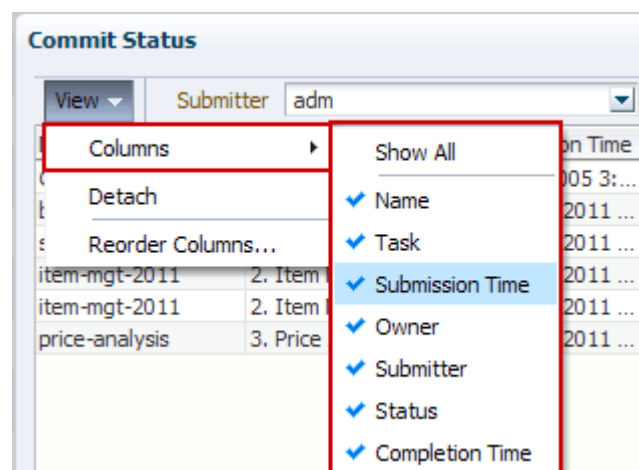 Commit Status
View Submitter adm
on Time
Columns Show All
005 3:...
Detach Name
2011 ...
Reorder Columns... Task
2011 ...
item-mgt-2011 2. Item Submission Time 2011 ...
item-mgt-2011 2. Item Owner 2011 ...
price-analysis 3. Price Submitter 2011 ...
Status
Completion Time